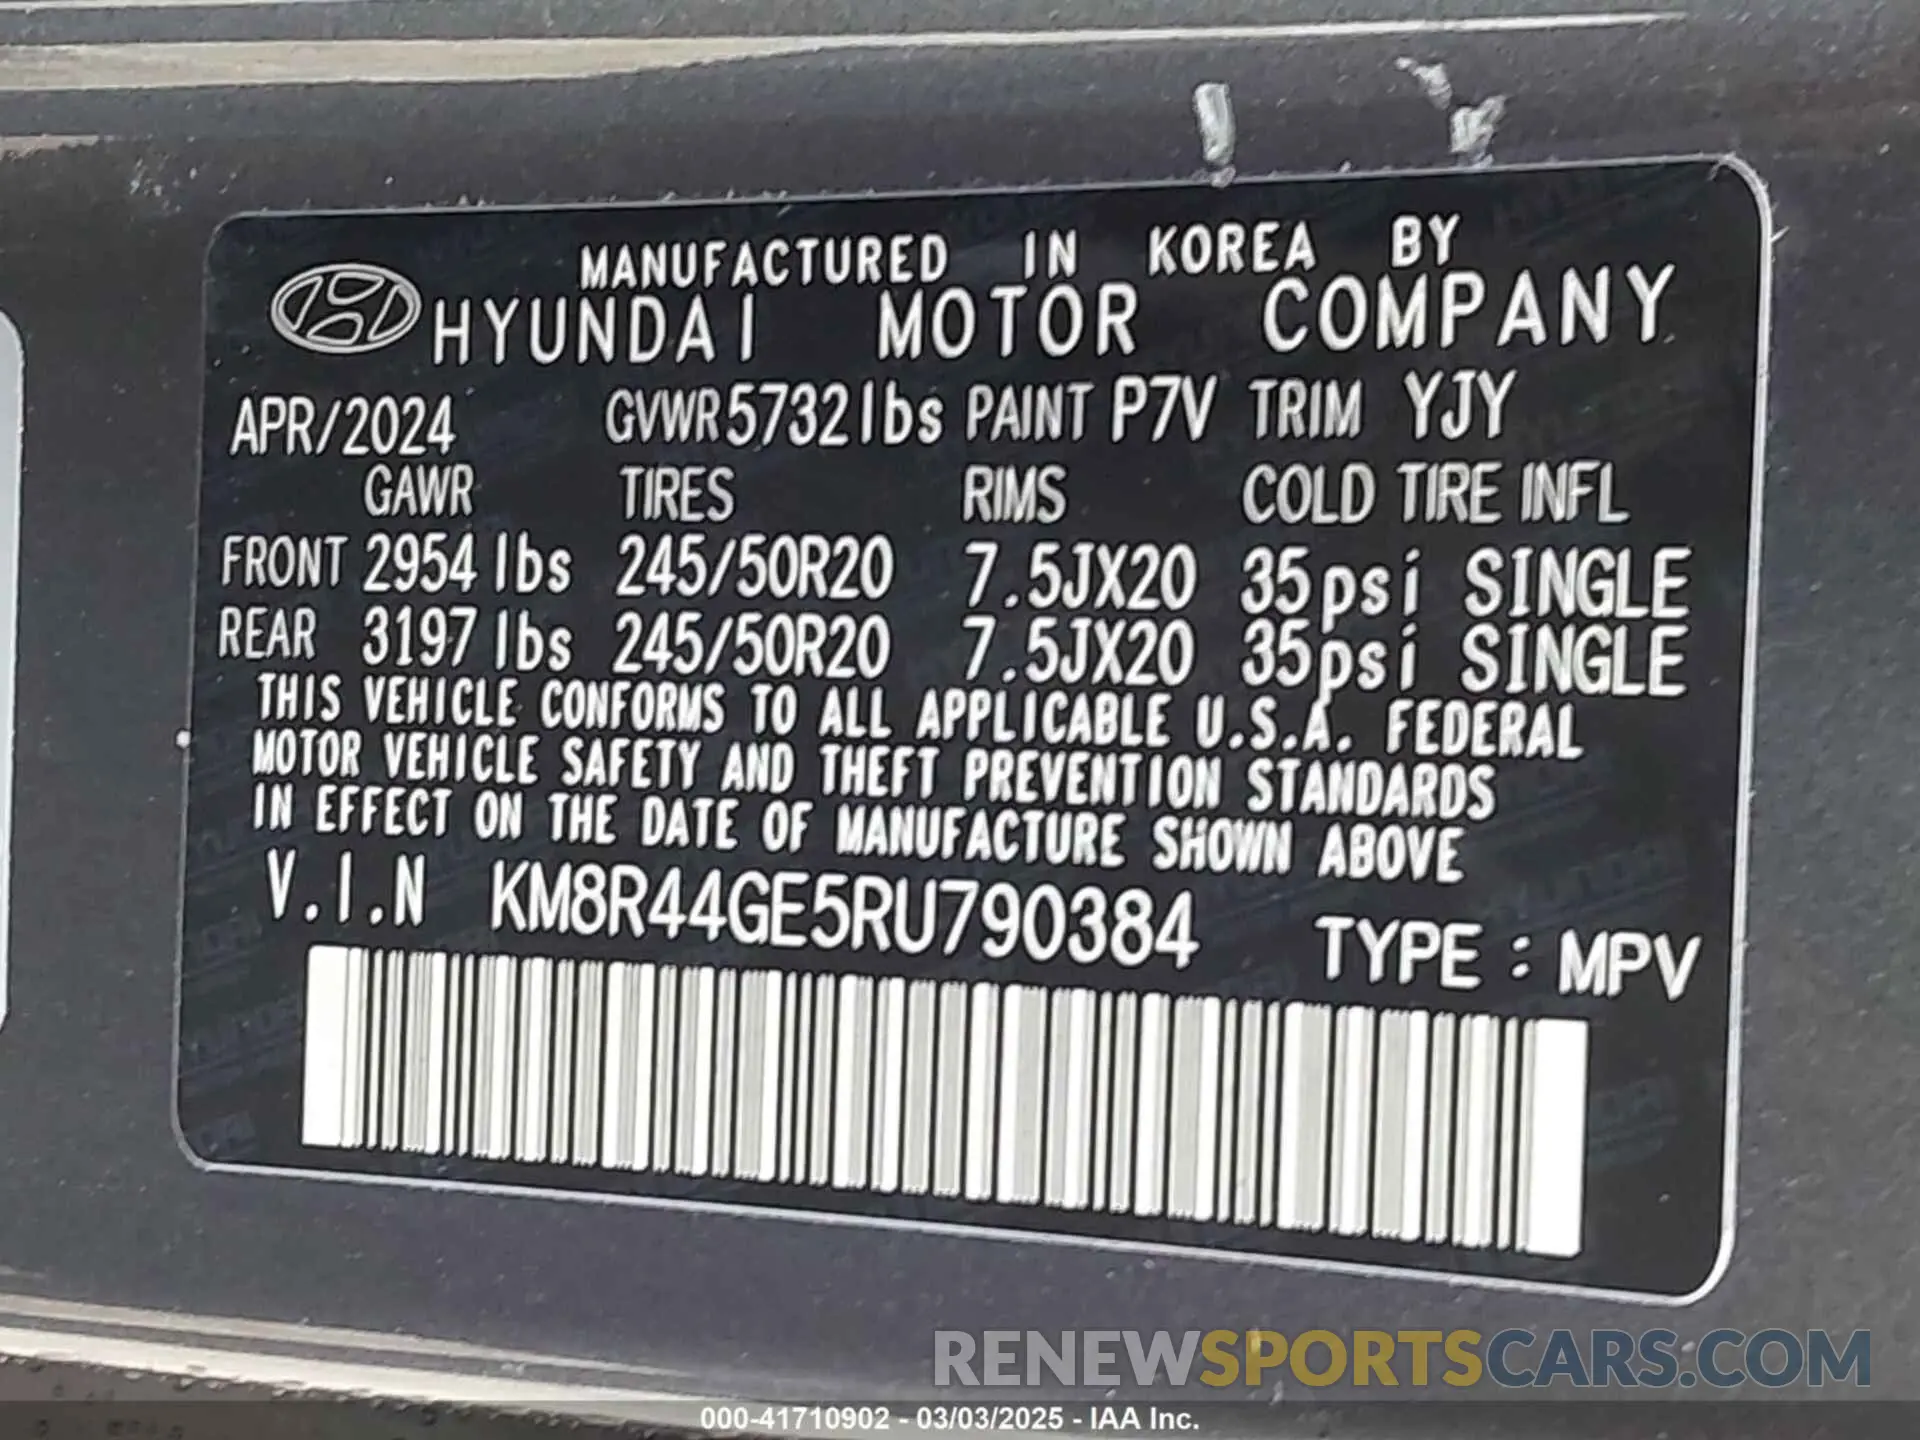 MANUFACTURED IN KOREA BY
HYUNDAI MOTOR COMPANY
APR/2024 GVWR 5732 lbs PAINT P7V TRIM YJY
GAWR TIRES RIMS COLD TIRE INFL
FRONT 2954 lbs 245/50R20 7.5JX20 35psi SINGLE
REAR 3197 lbs 245/50R20 7.5JX20 35psi SINGLE
THIS VEHICLE CONFORMS TO ALL APPLICABLE U.S.A. FEDERAL
MOTOR VEHICLE SAFETY AND THEFT PREVENTION STANDARDS
IN EFFECT ON THE DATE OF MANUFACTURE SHOWN ABOVE
V.I.N KM8R44GE5RU790384 TYPE : MPV
RENEWSPORTSCARS.COM
000-41710902 - 03/03/2025 - IAA Inc.